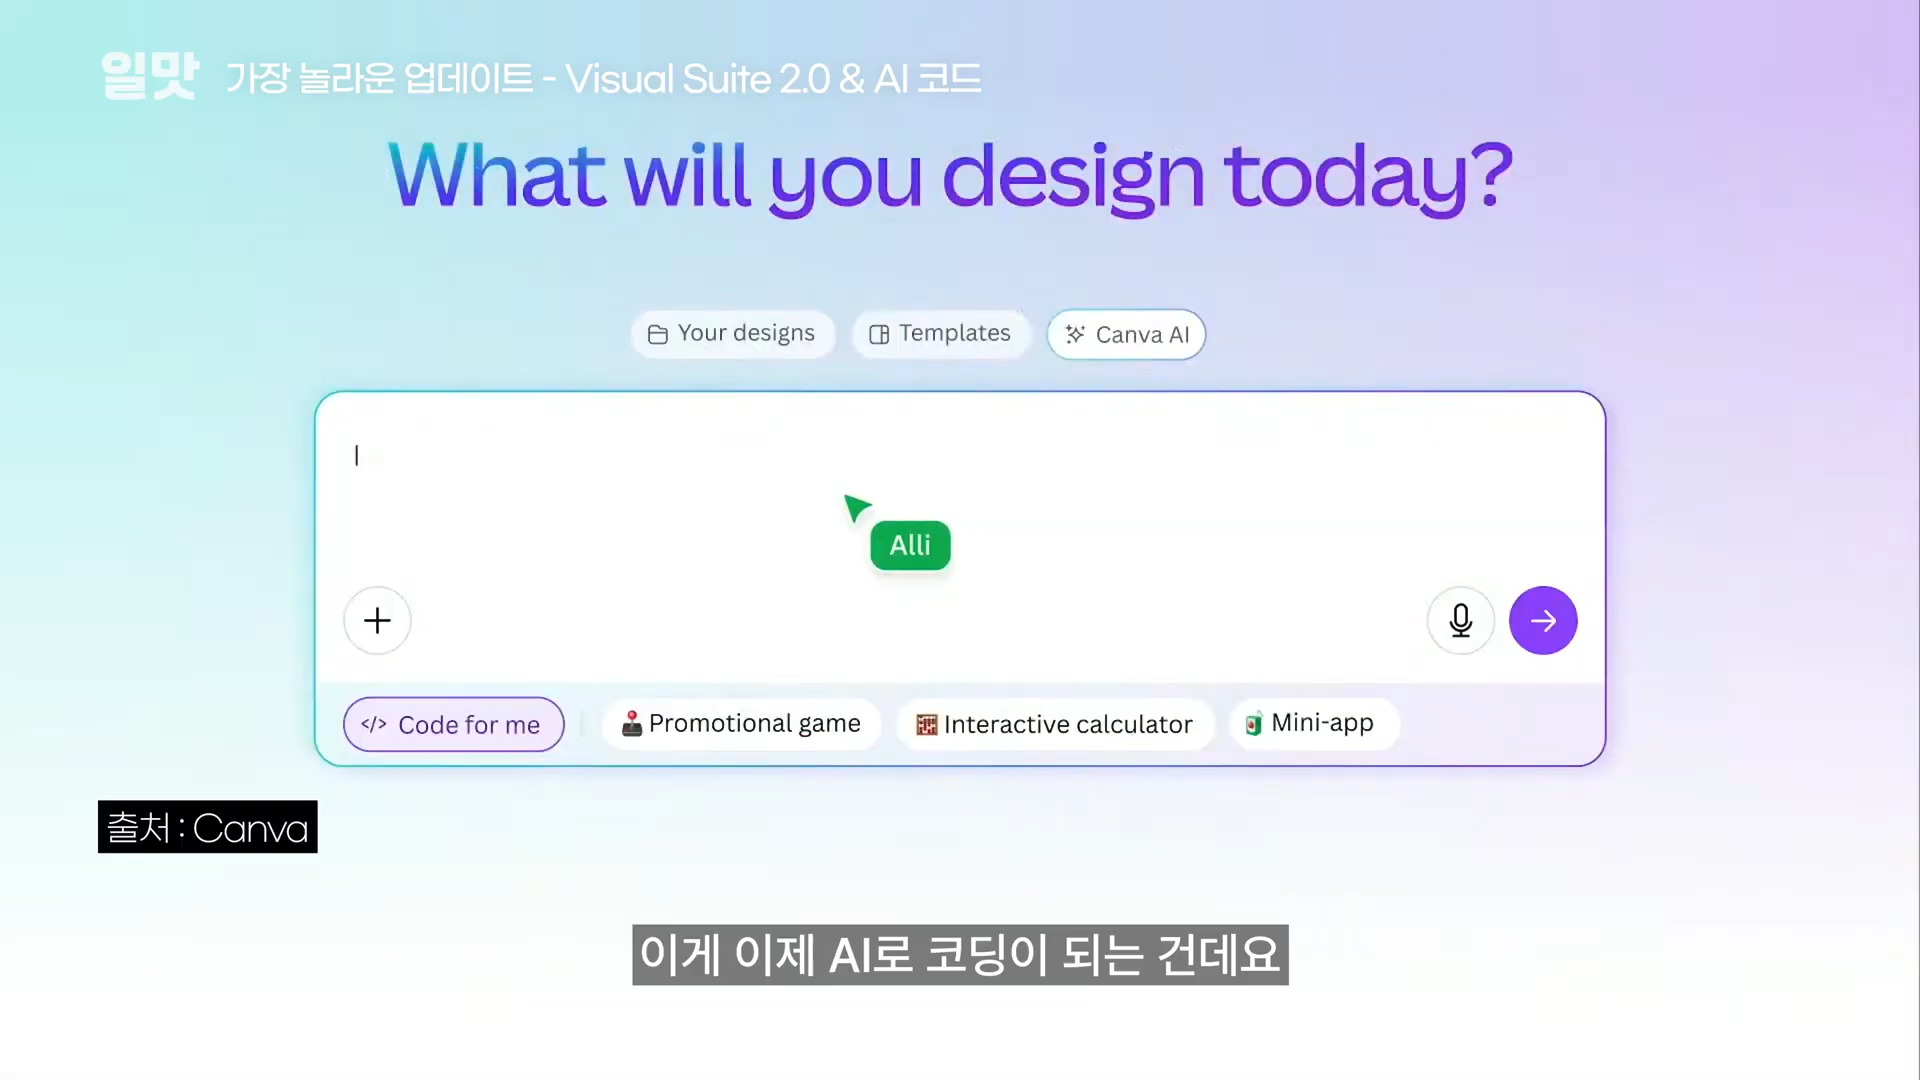 일맛 가장 놀라운 업데이트 - Visual Suite 2.0 & AI 코드
What will you design today?
Your designs Templates Canva AI
Alli
</> Code for me Promotional game Interactive calculator Mini-app
출처 : Canva
이게 이제 AI로 코딩이 되는 건데요